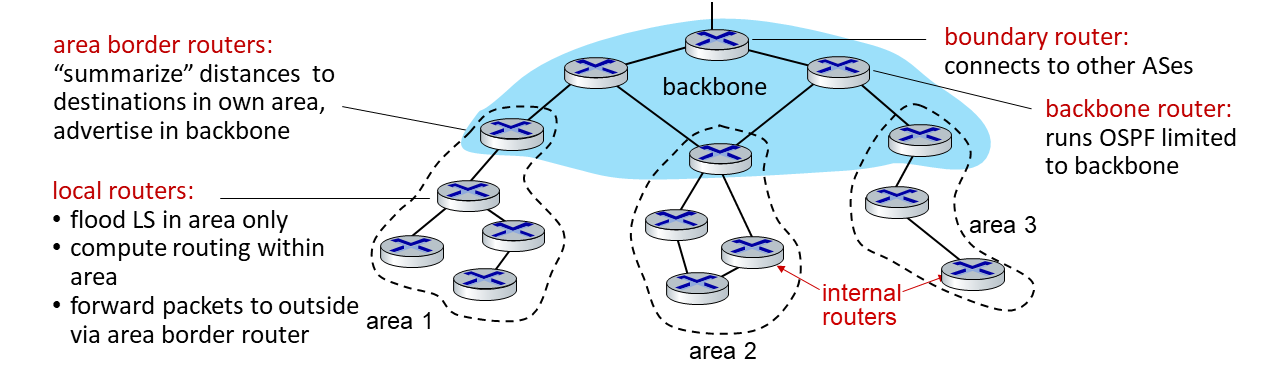 area border routers:
“summarize” distances to
destinations in own area,
advertise in backbone
local routers:
• flood LS in area only
• compute routing within
area
• forward packets to outside
via area border router
backbone
boundary router:
connects to other ASes
backbone router:
runs OSPF limited
to backbone
area 1
area 2
area 3
internal
routers